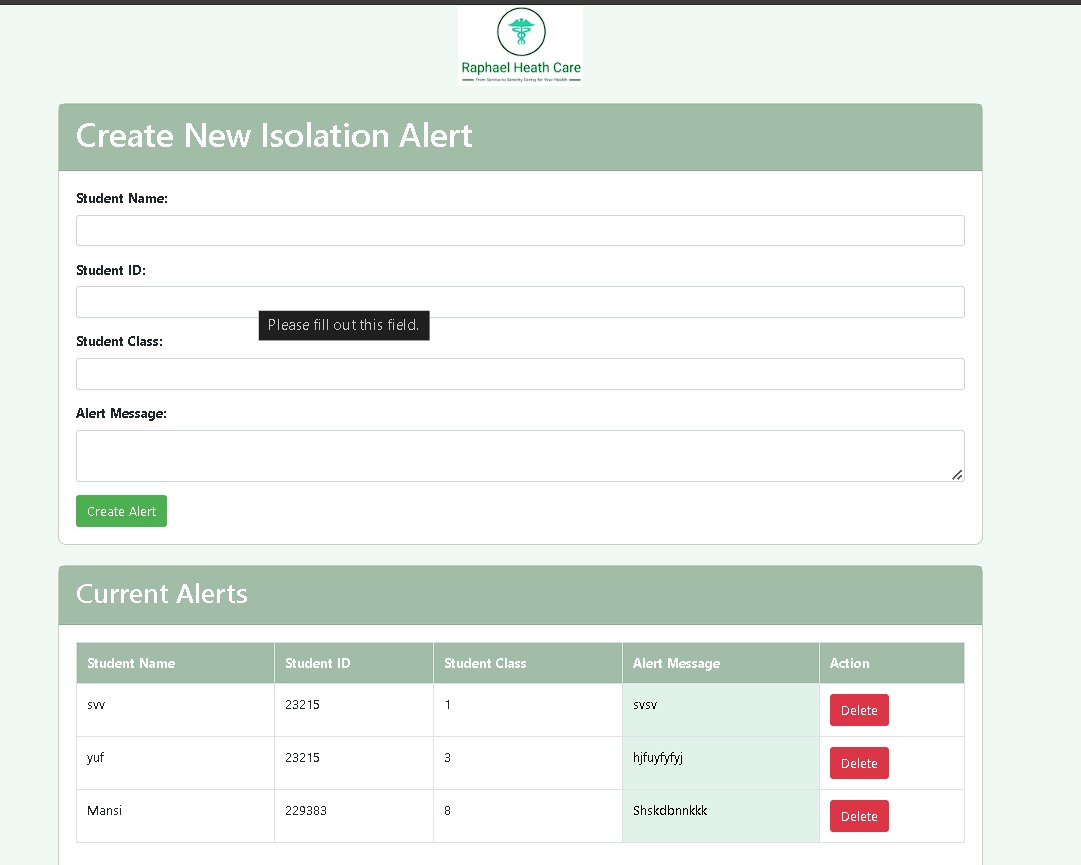 Raphael Heath Care
From Service to Serenity Caring for Your Health
Create New Isolation Alert
Student Name:
Student ID:
Please fill out this field.
Student Class:
Alert Message:
Create Alert
Current Alerts
Student Name Student ID Student Class Alert Message Action
svv 23215 1 svsv Delete
yuf 23215 3 hjfuyfyfyj Delete
Mansi 229383 8 Shskdbnnkkk Delete